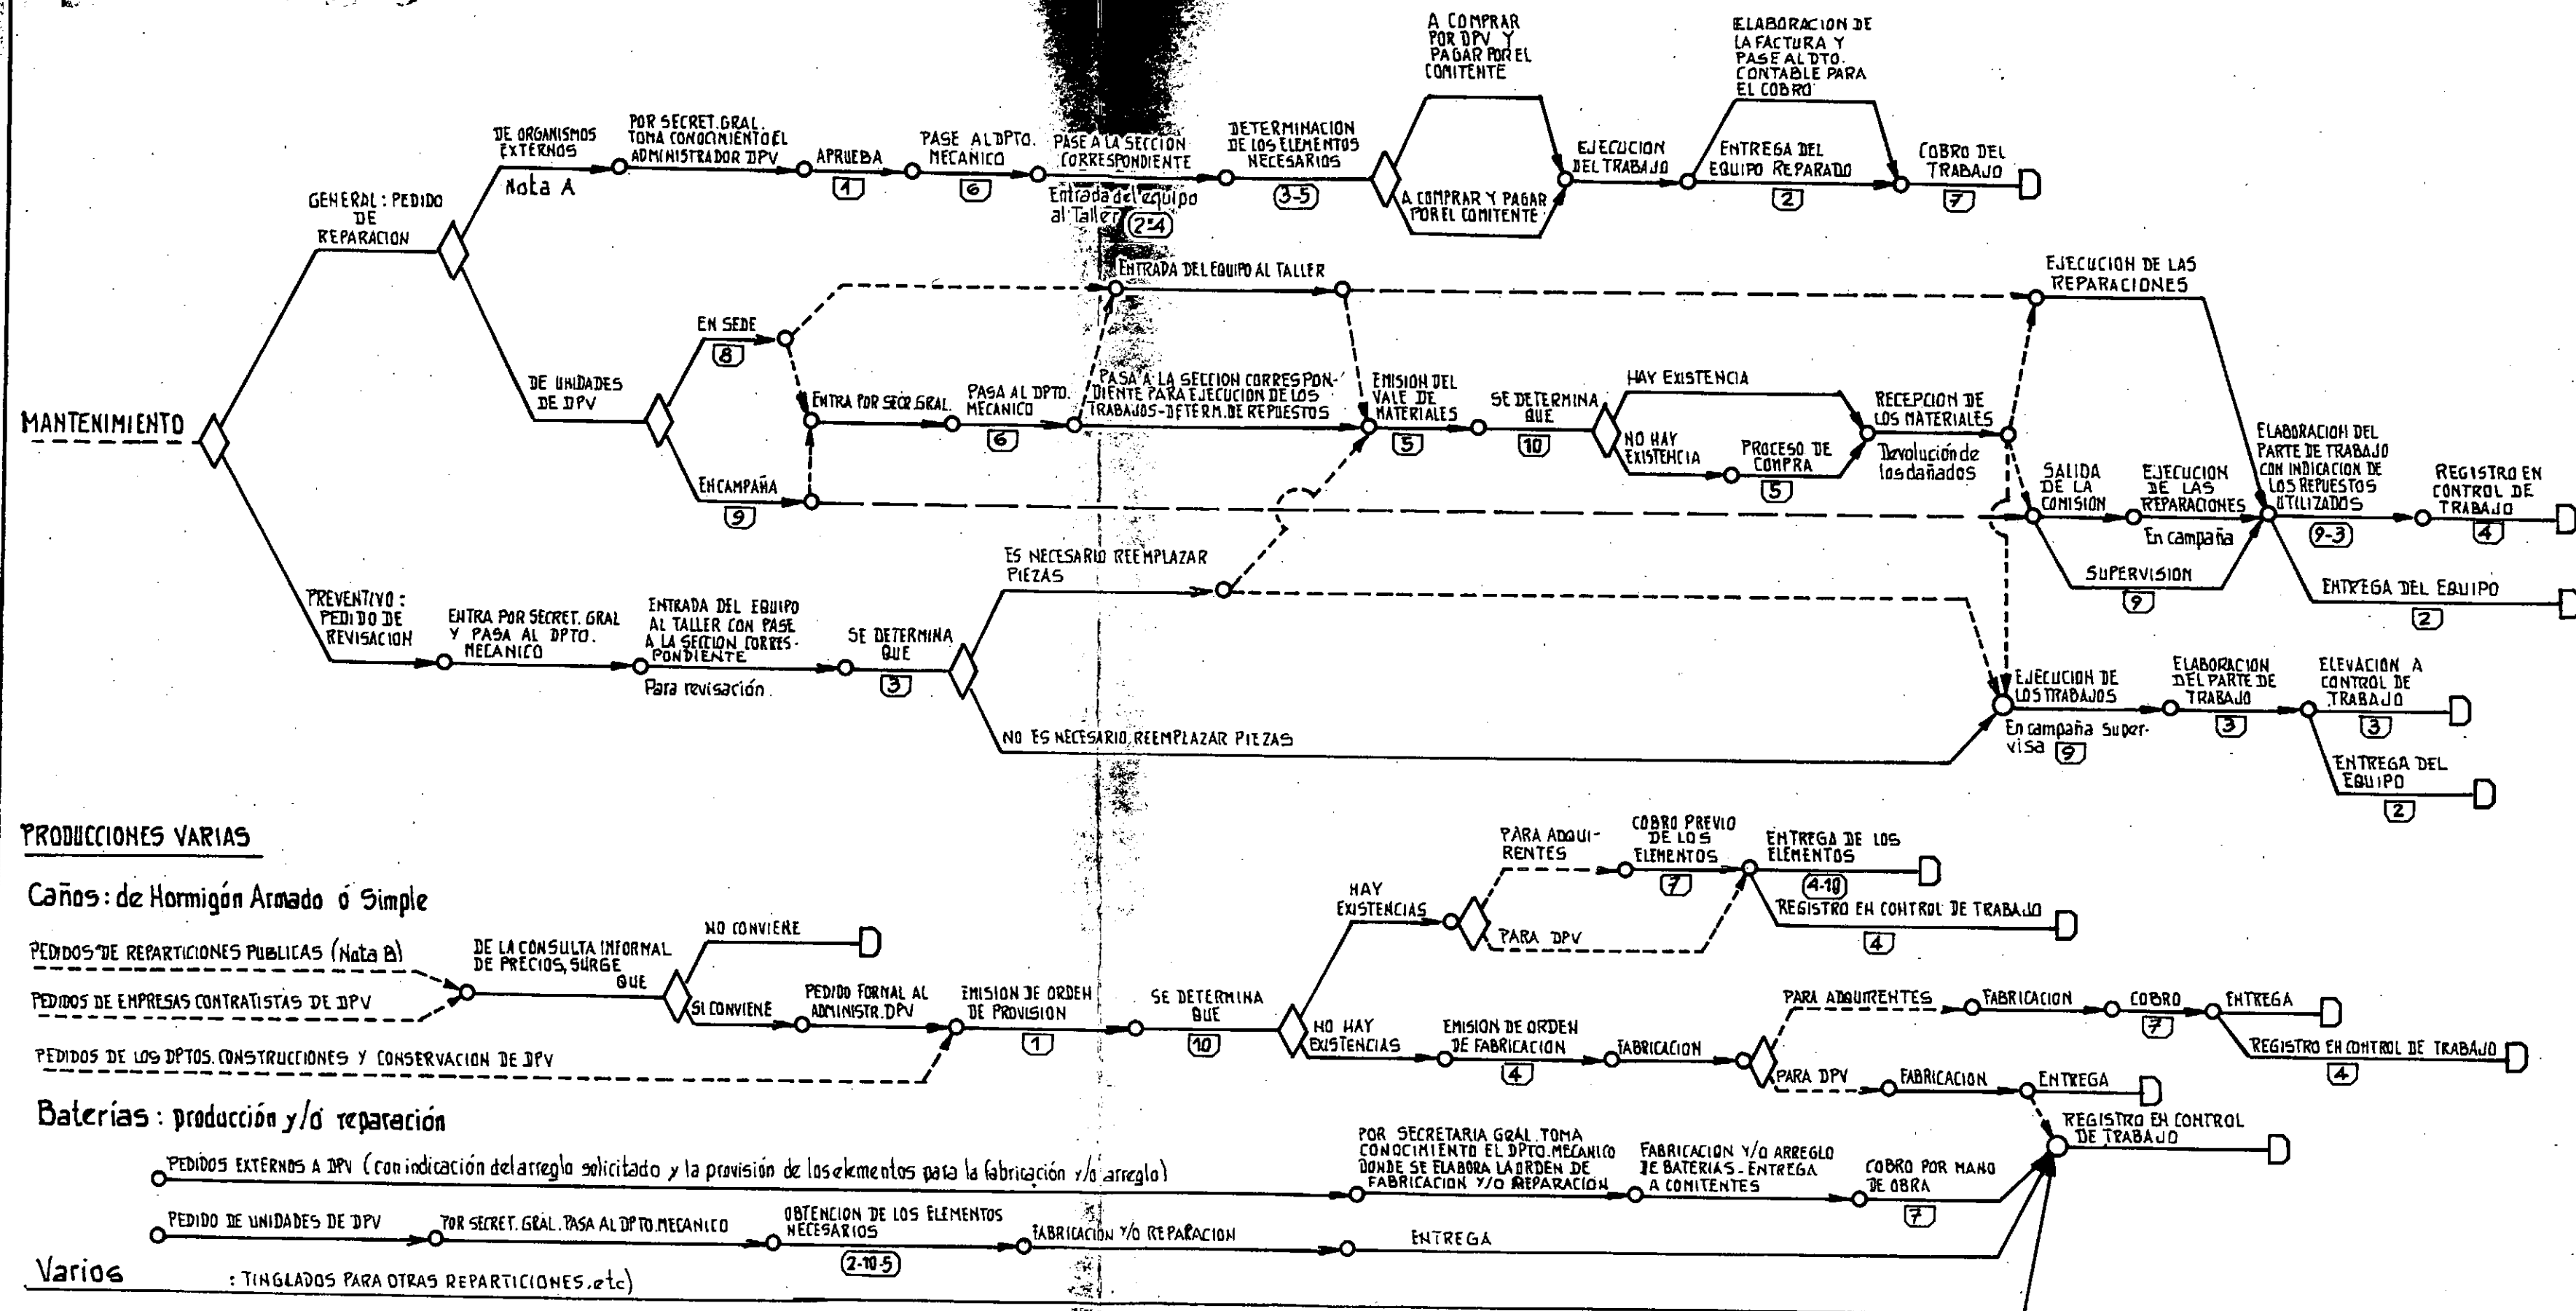 A COMPRAR
POR DPV Y
PAGAR POR EL
COMITENTE
ELABORACION DE
LA FACTURA Y
PASE AL DTO.
CONTABLE PARA
EL COBRO
DE ORGANISMOS
EXTERNOS
Nota A
POR SECRET. GRAL.
TOMA CONOCIMIENTO EL
ADMINISTRADOR DPV
APRUEBA
1
PASE AL DPTO.
MECANICO
6
PASE A LA SECCION
CORRESPONDIENTE
Entrada del equipo
al Taller 2-4
DETERMINACION
DE LOS ELEMENTOS
NECESARIOS
3-5
A COMPRAR Y PAGAR
POR EL COMITENTE
EJECUCION
DEL TRABAJO
ENTREGA DEL
EQUIPO REPARADO
2
COBRO DEL
TRABAJO
7
GENERAL: PEDIDO
DE
REPARACION
ENTRADA DEL EQUIPO AL TALLER
EJECUCION DE LAS
REPARACIONES
EN SEDE
8
DE UNIDADES
DE DPV
ENTRA POR SECR. GRAL.
PASA AL DPTO.
MECANICO
6
PASA A LA SECCION CORRESPON-
DIENTE PARA EJECUCION DE LOS
TRABAJOS-DETERM. DE REPUESTOS
EMISION DEL
VALE DE
MATERIALES
5
SE DETERMINA
QUE
10
HAY EXISTENCIA
NO HAY
EXISTENCIA
PROCESO DE
COMPRA
5
RECEPCION DE
LOS MATERIALES
Devolución de
los dañados
MANTENIMIENTO
EN CAMPAÑA
9
SALIDA
DE LA
COMISION
EJECUCION
DE LAS
REPARACIONES
En campaña
ELABORACION DEL
PARTE DE TRABAJO
CON INDICACION DE
LOS REPUESTOS
UTILIZADOS
9-3
REGISTRO EN
CONTROL DE
TRABAJO
4
SUPERVISION
9
ENTREGA DEL EQUIPO
2
PREVENTIVO:
PEDIDO DE
REVISACION
ENTRA POR SECRET. GRAL
Y PASA AL DPTO.
MECANICO
ENTRADA DEL EQUIPO
AL TALLER CON PASE
A LA SECCION CORRES-
PONDIENTE
Para revisación.
SE DETERMINA
QUE
3
ES NECESARIO REEMPLAZAR
PIEZAS
NO ES NECESARIO REEMPLAZAR PIEZAS
EJECUCION DE
LOS TRABAJOS
En campaña Super-
visa 9
ELABORACION
DEL PARTE DE
TRABAJO
3
ELEVACION A
CONTROL DE
TRABAJO
3
ENTREGA DEL
EQUIPO
2
PRODUCCIONES VARIAS
Caños: de Hormigón Armado ó Simple
PEDIDOS DE REPARTICIONES PUBLICAS (Nota B)
PEDIDOS DE EMPRESAS CONTRATISTAS DE DPV
PEDIDOS DE LOS DPTOS. CONSTRUCCIONES Y CONSERVACION DE DPV
DE LA CONSULTA INFORMAL
DE PRECIOS, SURGE
QUE
NO CONVIENE
SI CONVIENE
PEDIDO FORMAL AL
ADMINISTR. DPV
EMISION DE ORDEN
DE PROVISION
1
SE DETERMINA
QUE
10
HAY
EXISTENCIAS
PARA ADQUI-
RENTES
COBRO PREVIO
DE LOS
ELEMENTOS
7
ENTREGA DE LOS
ELEMENTOS
4-10
REGISTRO EN CONTROL DE TRABAJO
4
PARA DPV
NO HAY
EXISTENCIAS
EMISION DE ORDEN
DE FABRICACION
4
FABRICACION
PARA ADQUIRENTES
FABRICACION
COBRO
7
ENTREGA
REGISTRO EN CONTROL DE TRABAJO
4
PARA DPV
FABRICACION
ENTREGA
REGISTRO EN CONTROL
DE TRABAJO
Baterías: producción y/ó reparación
PEDIDOS EXTERNOS A DPV (con indicación del arreglo solicitado y la provisión de los elementos para la fabricación y/o arreglo)
POR SECRETARIA GRAL. TOMA
CONOCIMIENTO EL DPTO. MECANICO
DONDE SE ELABORA LA ORDEN DE
FABRICACION Y/O REPARACION
FABRICACION Y/O ARREGLO
DE BATERIAS - ENTREGA
A COMITENTES
COBRO POR MANO
DE OBRA
7
PEDIDO DE UNIDADES DE DPV
POR SECRET. GRAL. PASA AL DPTO. MECANICO
OBTENCION DE LOS ELEMENTOS
NECESARIOS
2-10-5
FABRICACION Y/O REPARACION
ENTREGA
Varios : TINGLADOS PARA OTRAS REPARTICIONES. etc)